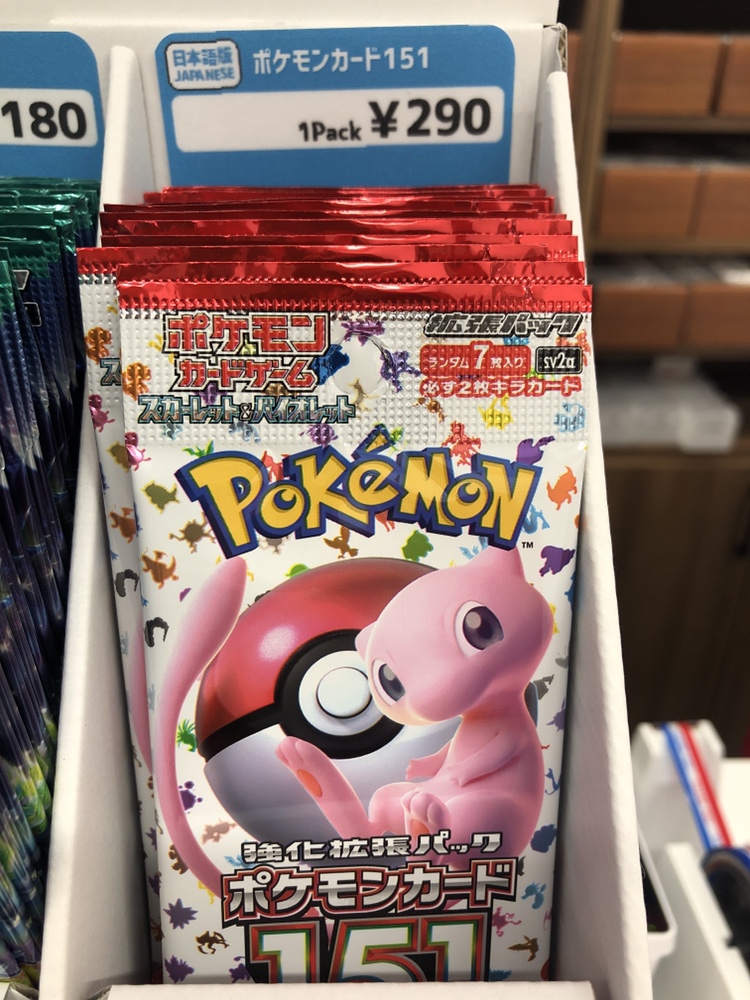 日本語版
JAPANESE
ポケモンカード151
1Pack ¥290
180
ポケモン
カードゲーム
スカーレット&バイオレット
拡張パック
ランダム7枚入り
sv2a
必ず2枚キラカード
POKéMON
TM
強化拡張パック
ポケモンカード
151
ス